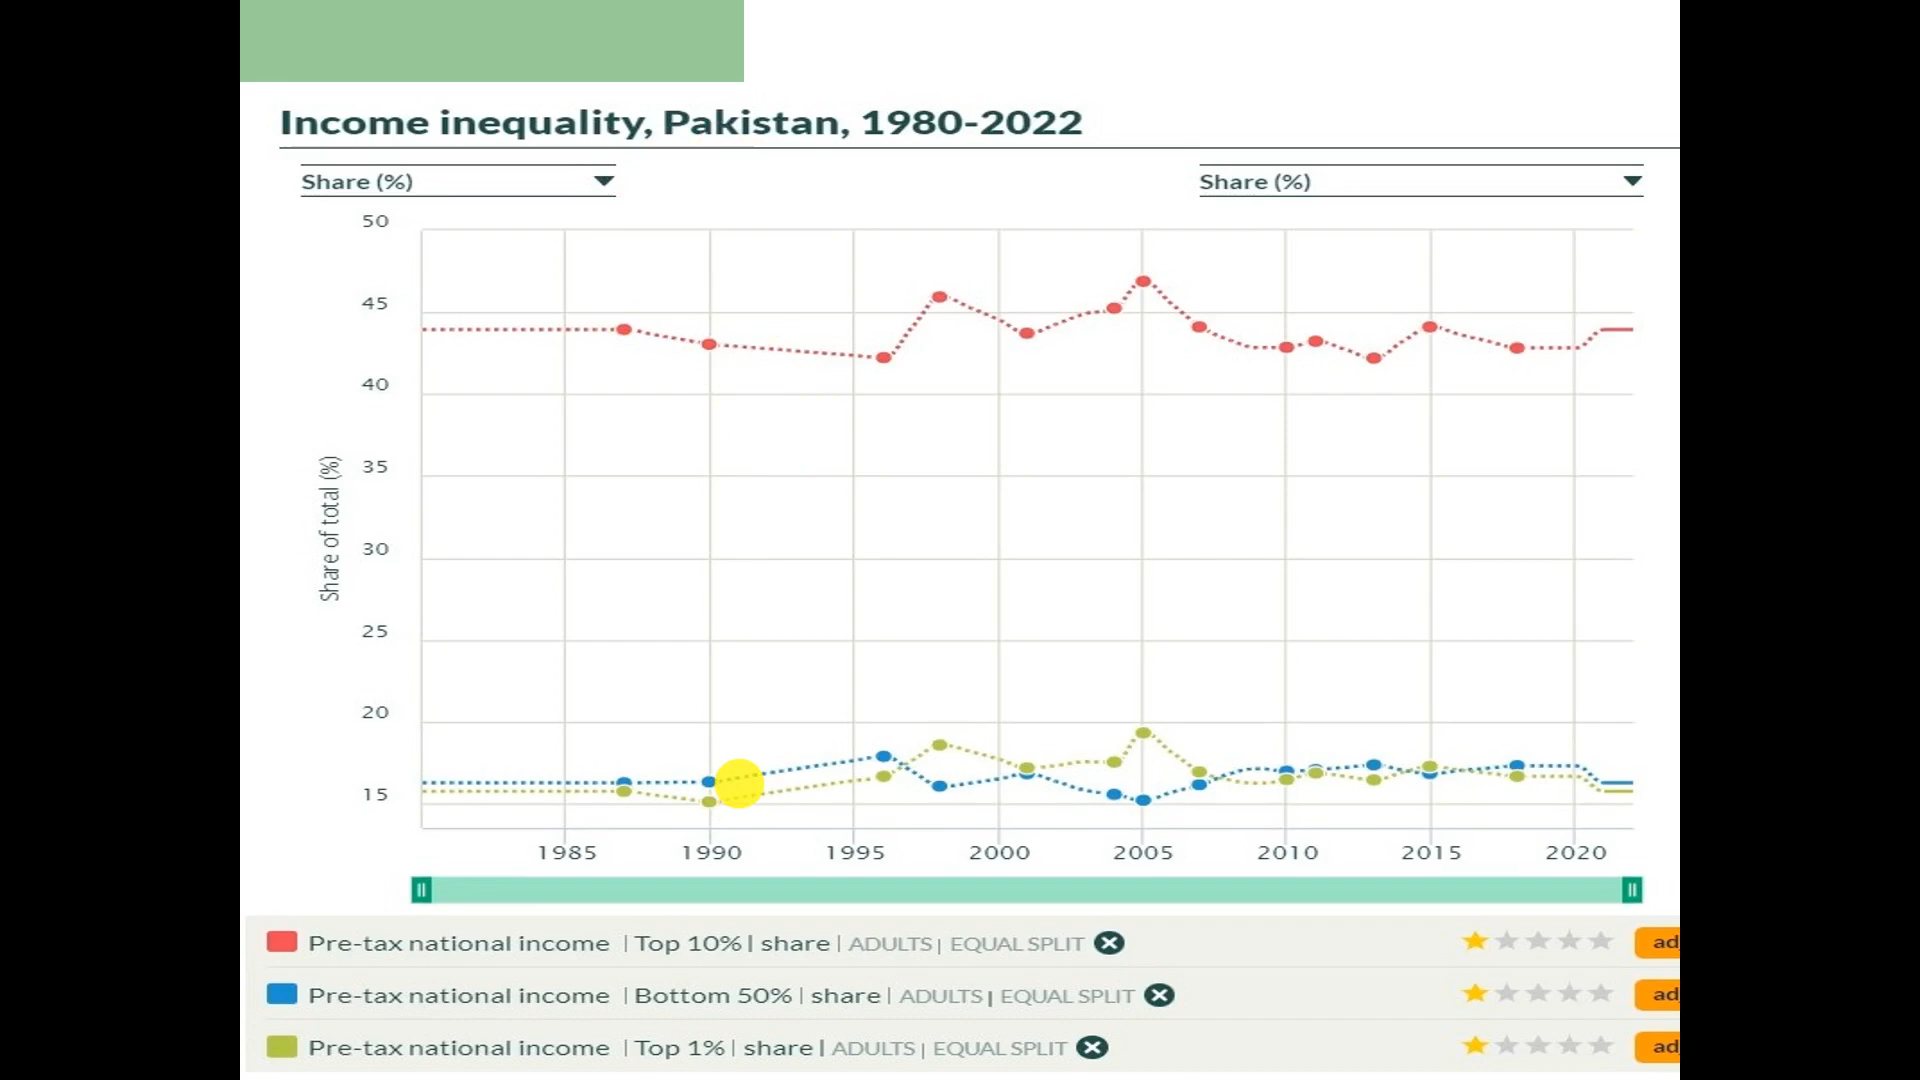 Income inequality, Pakistan, 1980-2022
Share (%)
Share (%)
50
45
40
35
30
25
20
15
Share of total (%)
1985 1990 1995 2000 2005 2010 2015 2020
Pre-tax national income | Top 10% | share | ADULTS | EQUAL SPLIT
ad
Pre-tax national income | Bottom 50% | share | ADULTS | EQUAL SPLIT
ad
Pre-tax national income | Top 1% | share | ADULTS | EQUAL SPLIT
ad